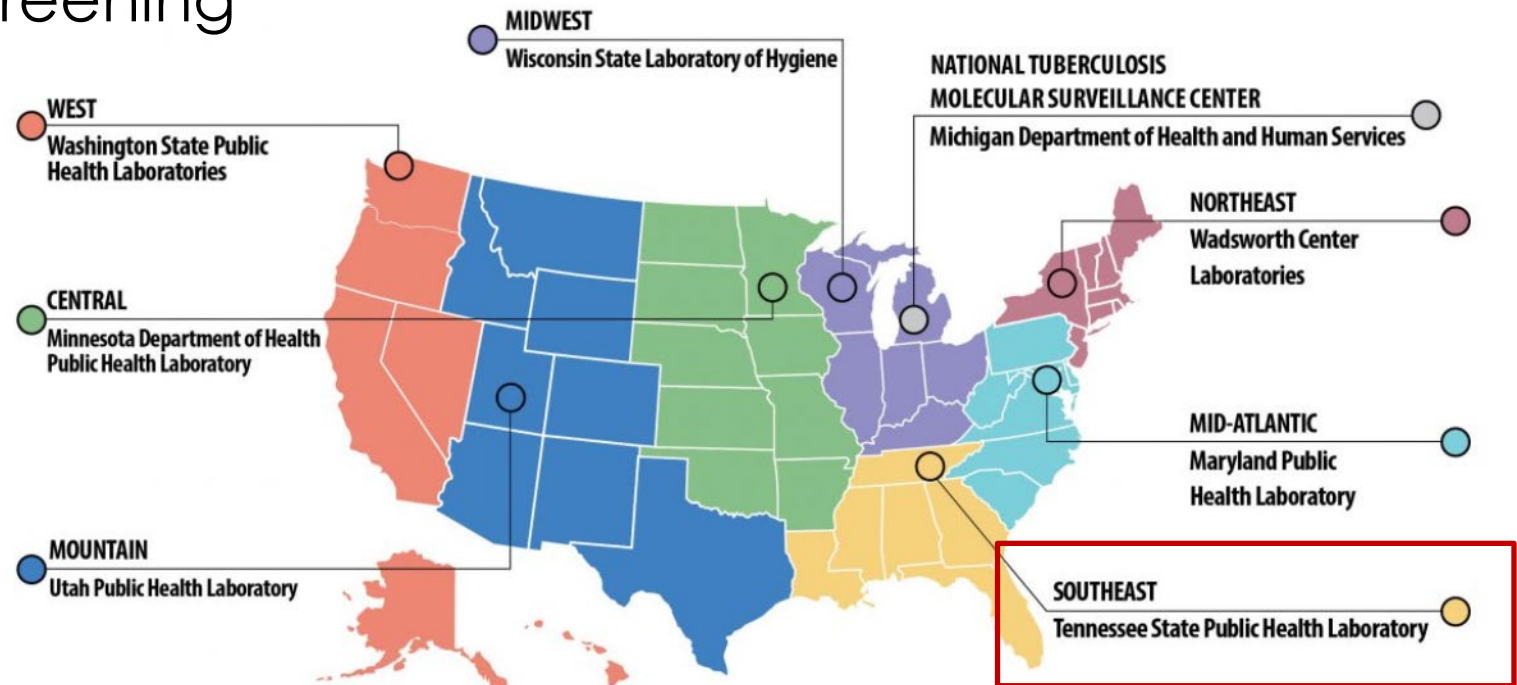 reening
MIDWEST
Wisconsin State Laboratory of Hygiene
NATIONAL TUBERCULOSIS
MOLECULAR SURVEILLANCE CENTER
Michigan Department of Health and Human Services
WEST
Washington State Public
Health Laboratories
NORTHEAST
Wadsworth Center
Laboratories
CENTRAL
Minnesota Department of Health
Public Health Laboratory
MID-ATLANTIC
Maryland Public
Health Laboratory
MOUNTAIN
Utah Public Health Laboratory
SOUTHEAST
Tennessee State Public Health Laboratory